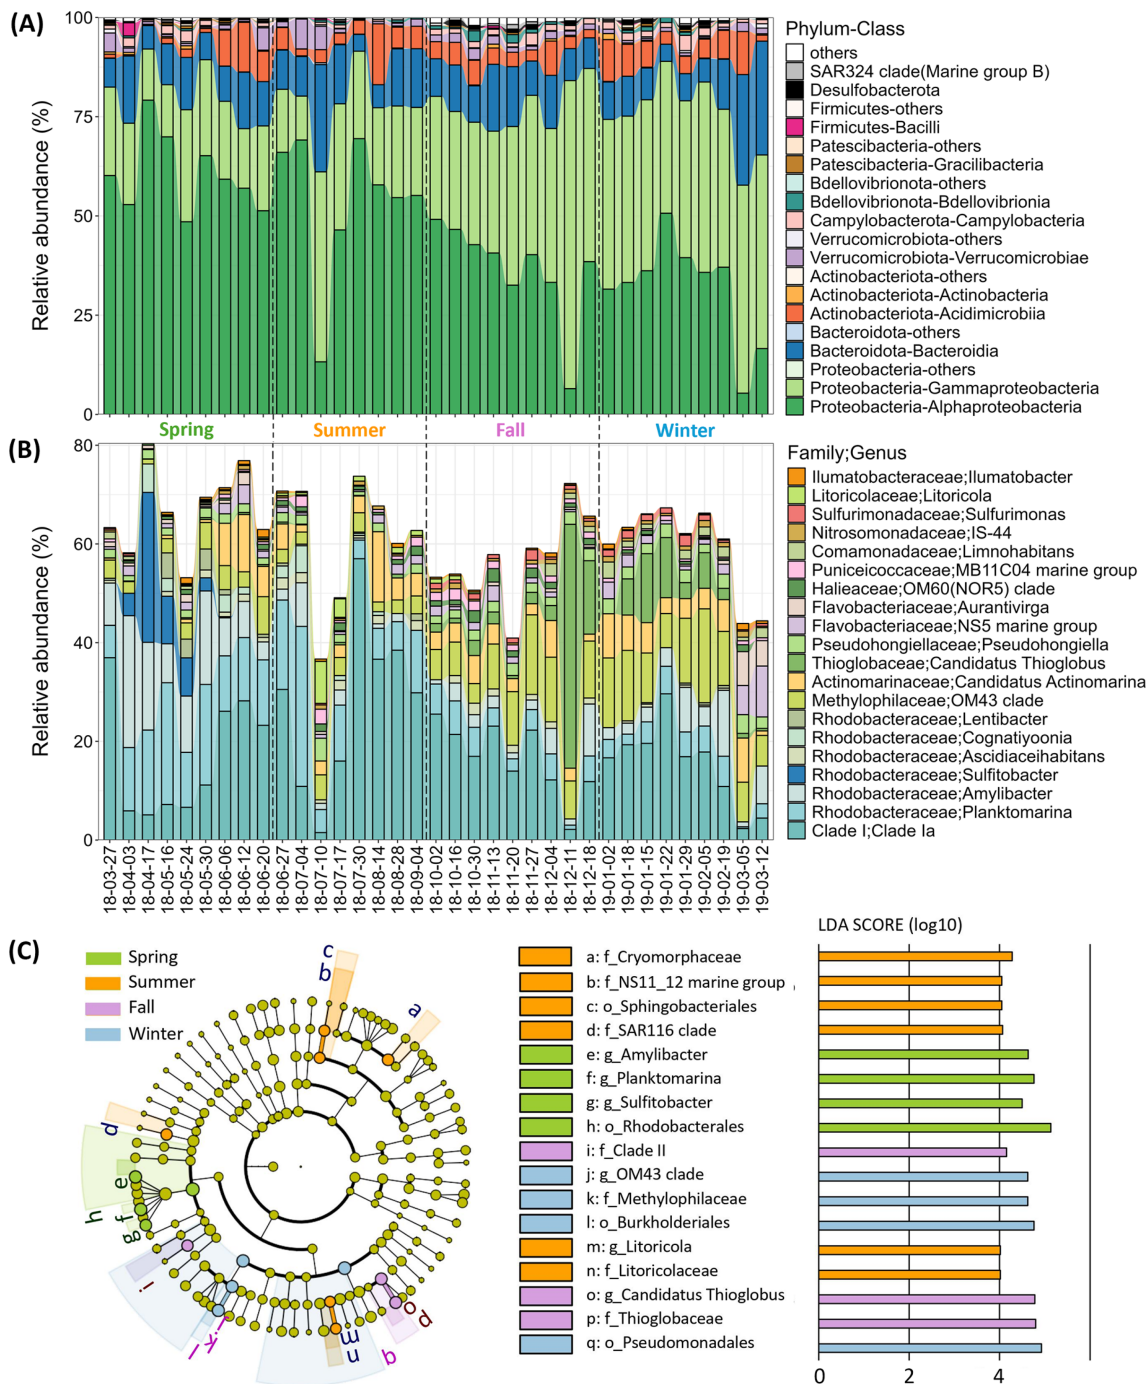 (A)
Relative abundance (%)
100
75
50
25
0
Phylum-Class
others
SAR324 clade(Marine group B)
Desulfobacterota
Firmicutes-others
Firmicutes-Bacilli
Patescibacteria-others
Patescibacteria-Gracilibacteria
Bdellovibrionota-others
Bdellovibrionota-Bdellovibrionia
Campylobacterota-Campylobacteria
Verrucomicrobiota-others
Verrucomicrobiota-Verrucomicrobiae
Actinobacteriota-others
Actinobacteriota-Actinobacteria
Actinobacteriota-Acidimicrobiia
Bacteroidota-others
Bacteroidota-Bacteroidia
Proteobacteria-others
Proteobacteria-Gammaproteobacteria
Proteobacteria-Alphaproteobacteria
Spring
Summer
Fall
Winter
(B)
Relative abundance (%)
80
60
40
20
0
Family;Genus
Ilumatobacteraceae;Ilumatobacter
Litoricolaceae;Litoricola
Sulfurimonadaceae;Sulfurimonas
Nitrosomonadaceae;IS-44
Comamonadaceae;Limnohabitans
Puniceicoccaceae;MB11C04 marine group
Halieaceae;OM60(NOR5) clade
Flavobacteriaceae;Aurantivirga
Flavobacteriaceae;NS5 marine group
Pseudohongiellaceae;Pseudohongiella
Thioglobaceae;Candidatus Thioglobus
Actinomarinaceae;Candidatus Actinomarina
Methylophilaceae;OM43 clade
Rhodobacteraceae;Lentibacter
Rhodobacteraceae;Cognatiyoonia
Rhodobacteraceae;Ascidiaceihabitans
Rhodobacteraceae;Sulfitobacter
Rhodobacteraceae;Amylibacter
Rhodobacteraceae;Planktomarina
Clade I;Clade Ia
18-03-27
18-04-03
18-04-17
18-05-16
18-05-24
18-05-30
18-06-06
18-06-12
18-06-20
18-06-27
18-07-04
18-07-10
18-07-17
18-07-30
18-08-14
18-08-28
18-09-04
18-10-02
18-10-16
18-10-30
18-11-13
18-11-20
18-11-27
18-12-04
18-12-11
18-12-18
19-01-02
19-01-18
19-01-15
19-01-22
19-01-29
19-02-05
19-02-19
19-03-05
19-03-12
(C)
Spring
Summer
Fall
Winter
c
b
a
d
e
h
f
g
i
j
k
l
m
n
o
p
q
a: f_Cryomorphaceae
b: f_NS11_12 marine group
c: o_Sphingobacteriales
d: f_SAR116 clade
e: g_Amylibacter
f: g_Planktomarina
g: g_Sulfitobacter
h: o_Rhodobacterales
i: f_Clade II
j: g_OM43 clade
k: f_Methylophilaceae
l: o_Burkholderiales
m: g_Litoricola
n: f_Litoricolaceae
o: g_Candidatus Thioglobus
p: f_Thioglobaceae
q: o_Pseudomonadales
LDA SCORE (log10)
0
2
4